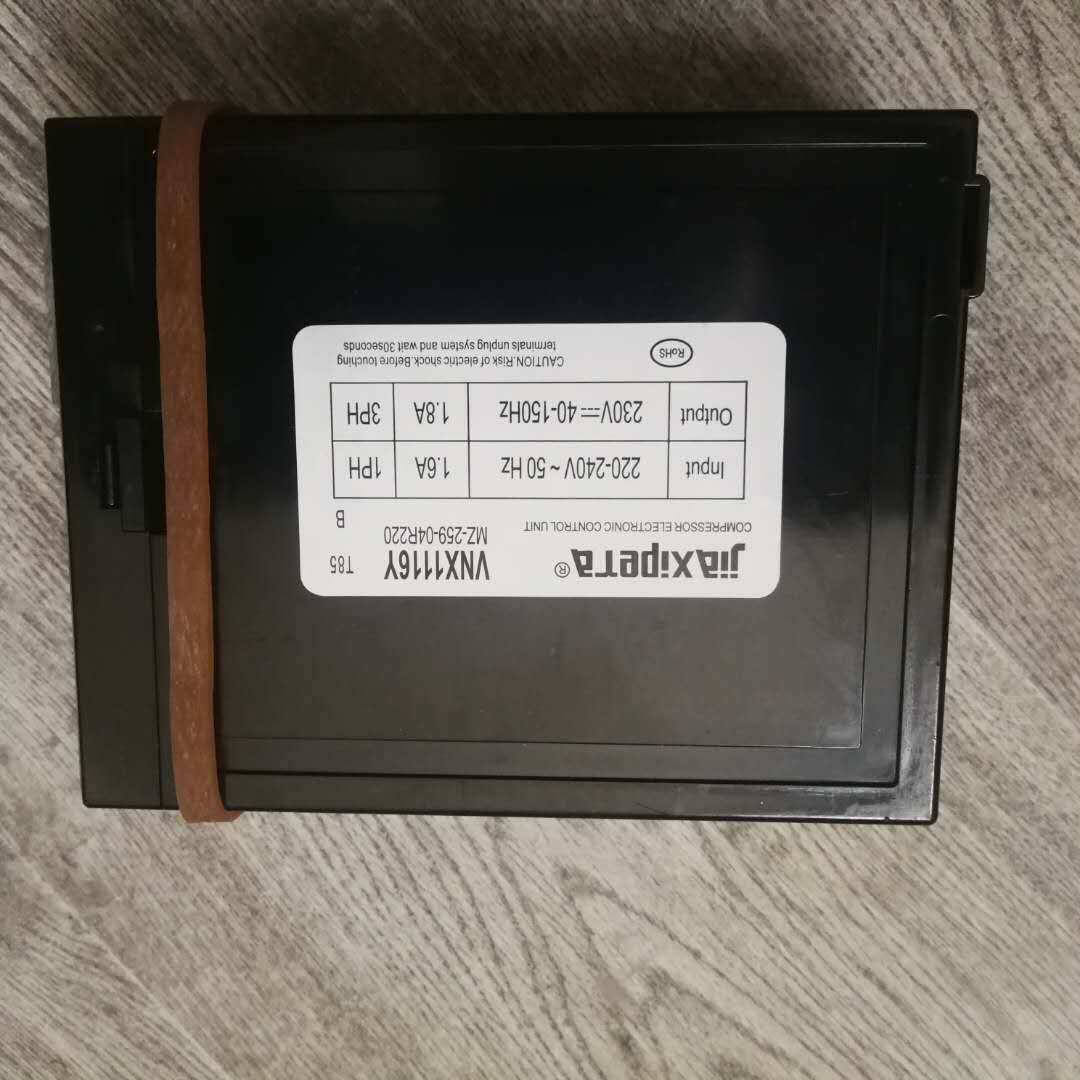 jiaxipera® VNX1116Y T85
COMPRESSOR ELECTRONIC CONTROL UNIT MZ-259-04R220 B
Input 220-240V ~ 50 Hz 1.6A 1PH
Output 230V⎓40-150Hz 1.8A 3PH
RoHS CAUTION.Risk of electric shock.Before touching
terminals unplug system and wait 30seconds